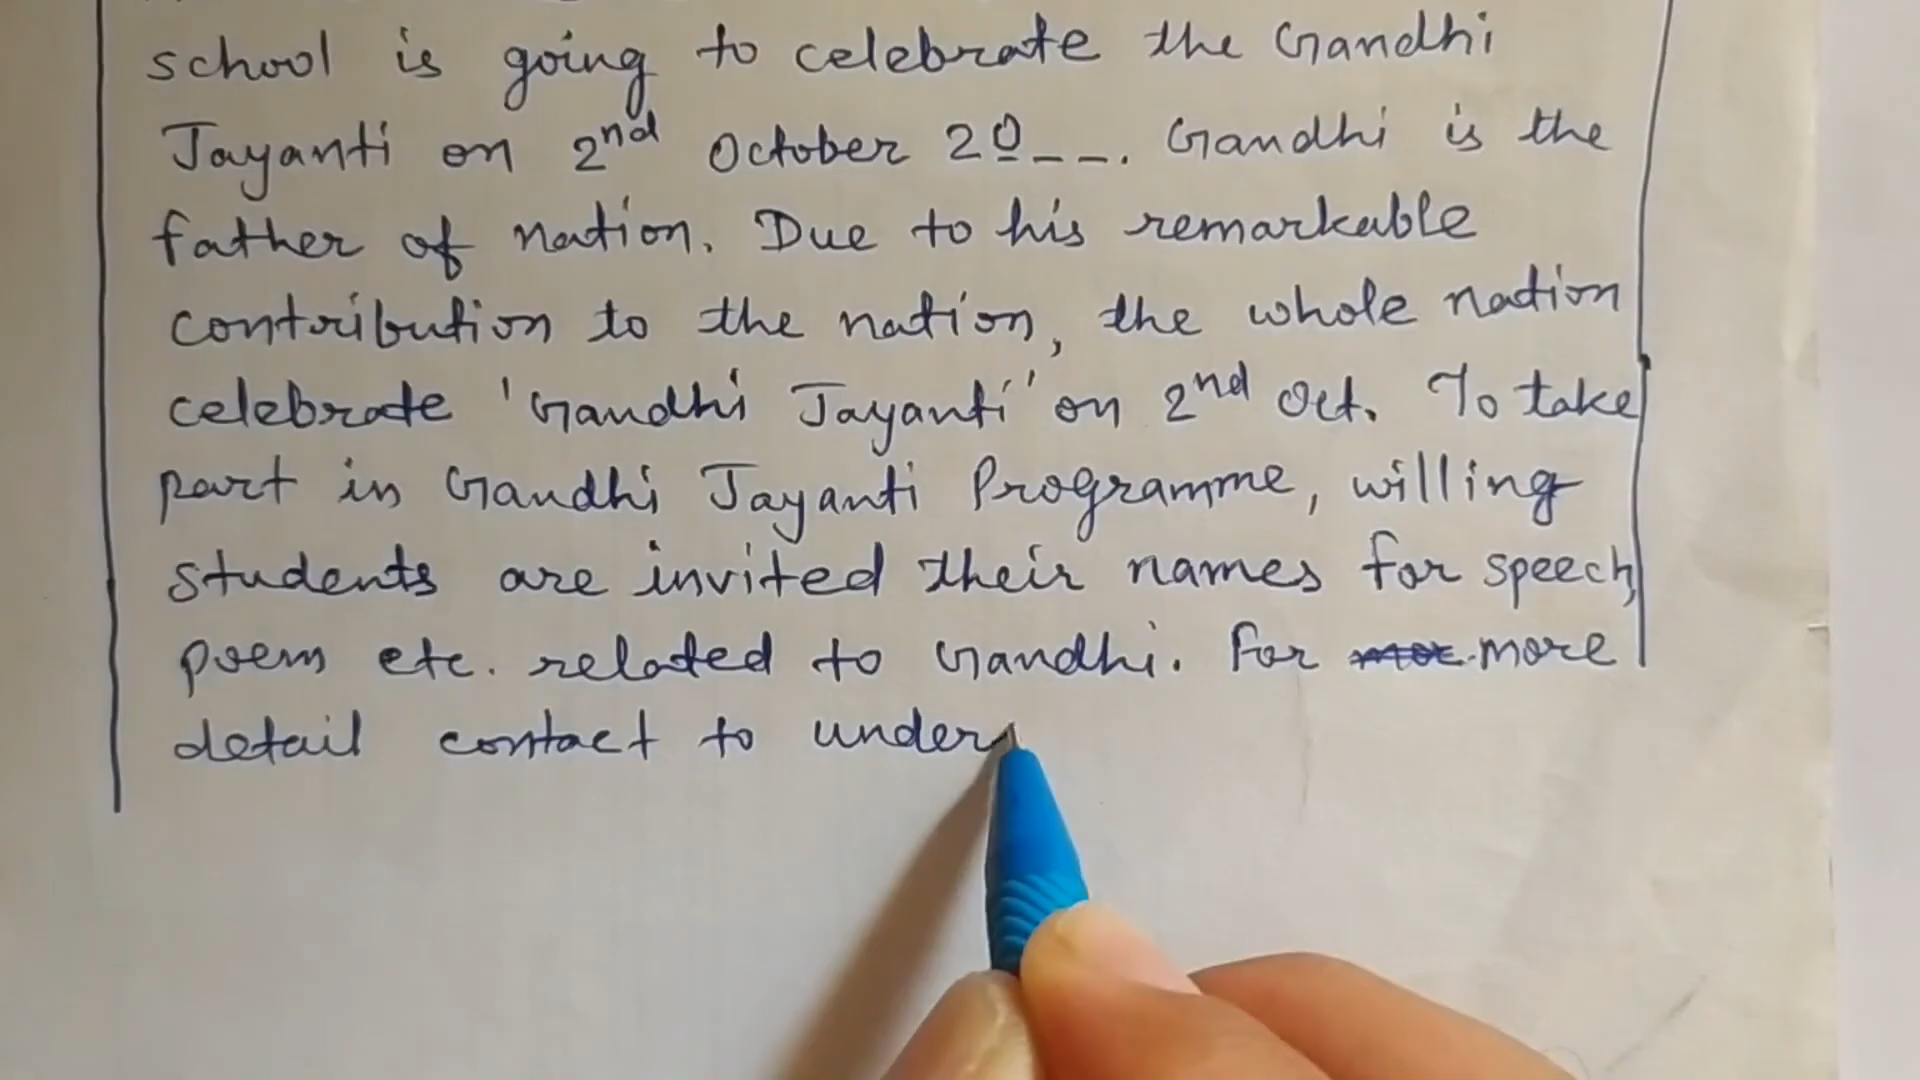 school is going to celebrate the Gandhi
Jayanti on 2nd October 20__. Gandhi is the
father of nation. Due to his remarkable
contribution to the nation, the whole nation
celebrate 'Gandhi Jayanti' on 2nd Oct. To take
part in Gandhi Jayanti Programme, willing
students are invited their names for speech,
poem etc. related to Gandhi. For more
detail contact to under